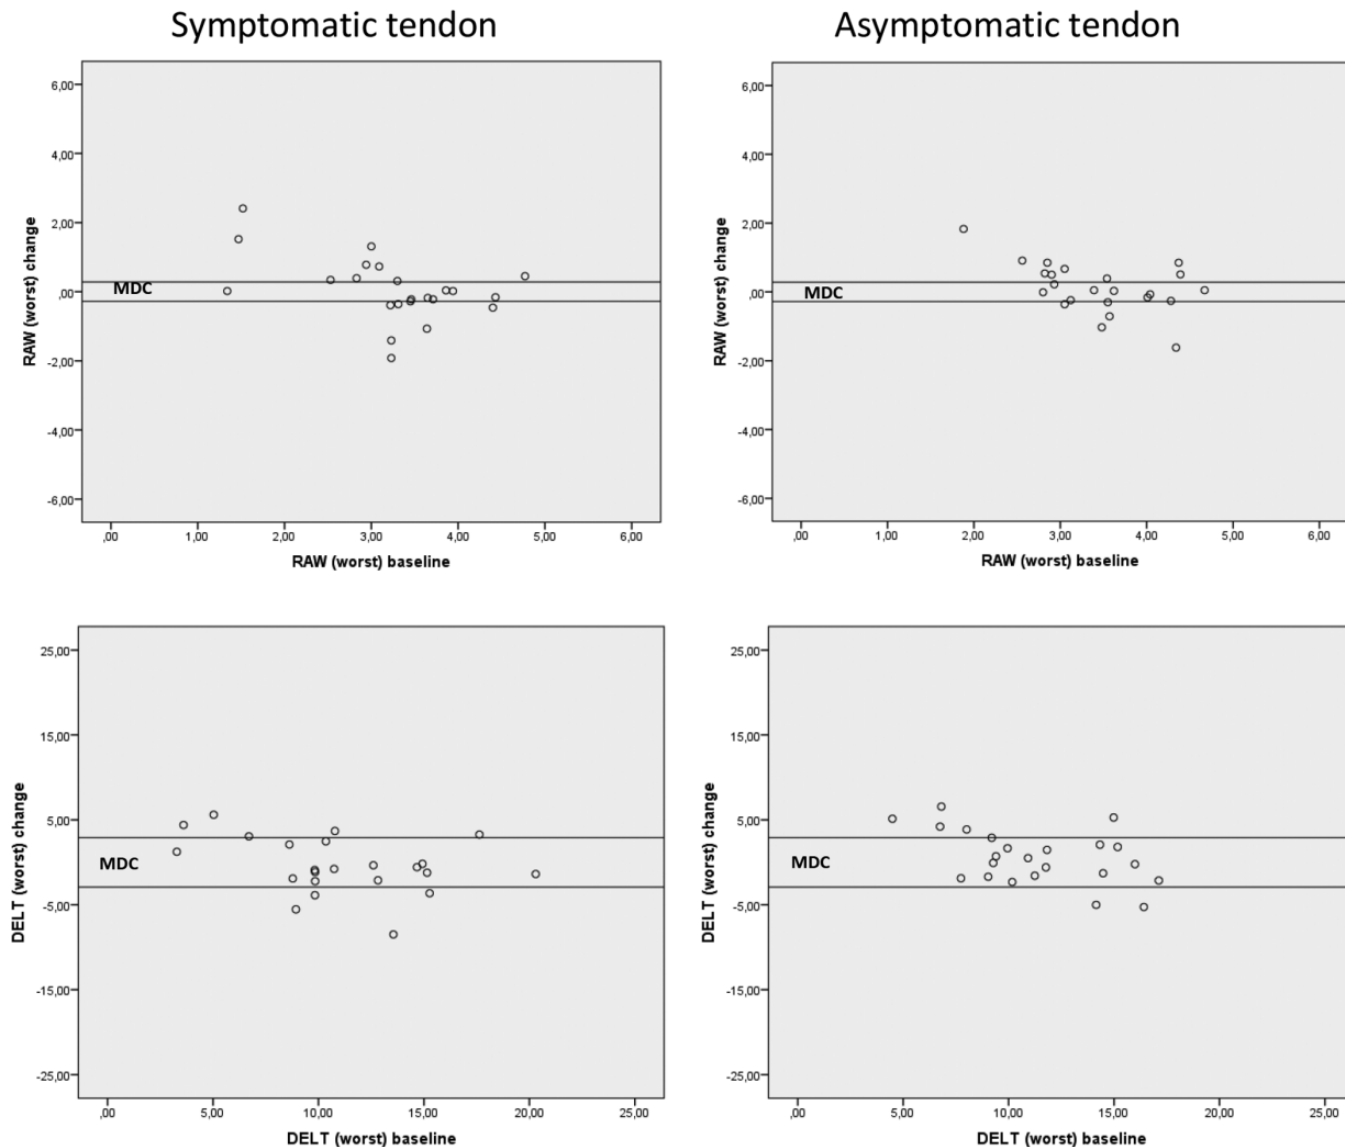 Symptomatic tendon
Asymptomatic tendon
6,00
4,00
2,00
,00
-2,00
-4,00
-6,00
RAW (worst) change
MDC
,00 1,00 2,00 3,00 4,00 5,00 6,00
RAW (worst) baseline
6,00
4,00
2,00
,00
-2,00
-4,00
-6,00
RAW (worst) change
MDC
,00 1,00 2,00 3,00 4,00 5,00 6,00
RAW (worst) baseline
25,00
15,00
5,00
-5,00
-15,00
-25,00
DELT (worst) change
MDC
,00 5,00 10,00 15,00 20,00 25,00
DELT (worst) baseline
25,00
15,00
5,00
-5,00
-15,00
-25,00
DELT (worst) change
MDC
,00 5,00 10,00 15,00 20,00 25,00
DELT (worst) baseline